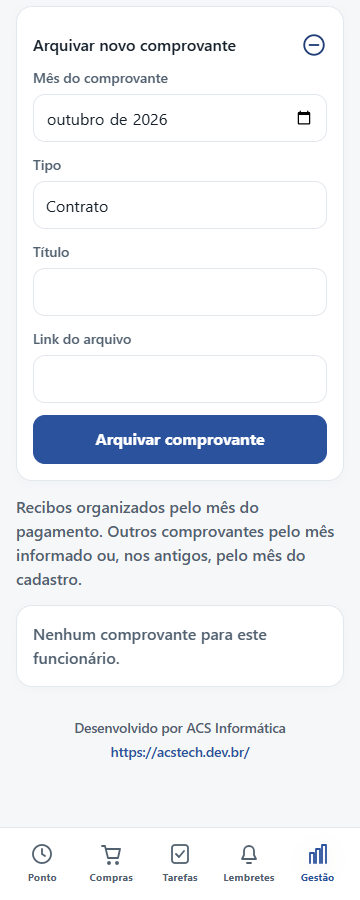 Arquivar novo comprovante
Mês do comprovante
outubro de 2026
Tipo
Contrato
Título
Link do arquivo
Arquivar comprovante
Recibos organizados pelo mês do
pagamento. Outros comprovantes pelo mês
informado ou, nos antigos, pelo mês do
cadastro.
Nenhum comprovante para este
funcionário.
Desenvolvido por ACS Informática
https://acstech.dev.br/
Ponto
Compras
Tarefas
Lembretes
Gestão